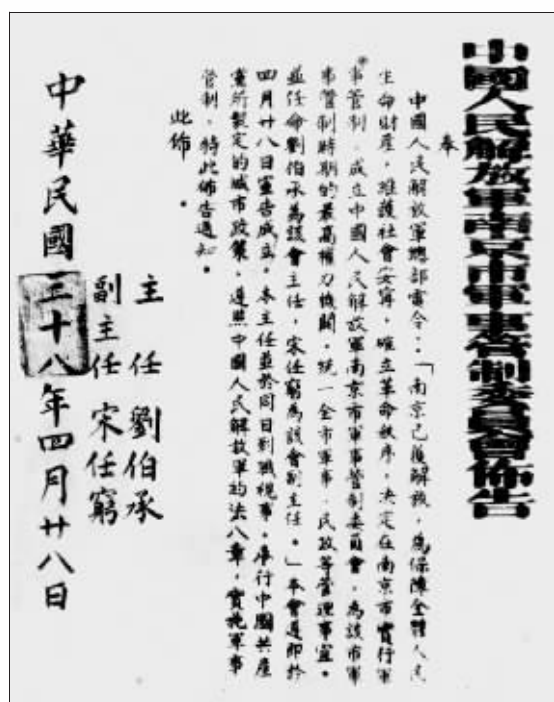 中國人民解放軍南京市軍事管制委員會佈告
奉
中國人民解放軍總部電令：「南京已獲解放，為保障全體人民
生命財產，維護社會安寧，確立革命秩序，決定在南京市實行軍
事管制，成立中國人民解放軍南京市軍事管制委員會，為該市軍
事管制時期的最高權力機關，統一全市軍事、民政等管理事宜。
並任命劉伯承為該會主任，宋任窮為該會副主任。」本會遵即於
四月廿八日宣告成立。本主任並於同日到職視事，奉行中國共產
黨所製定的城市政策，遵照中國人民解放軍約法八章，實施軍事
管制，特此佈告通知。
此佈。
主任 劉伯承
副主任 宋任窮
中華民國三十八年四月廿八日